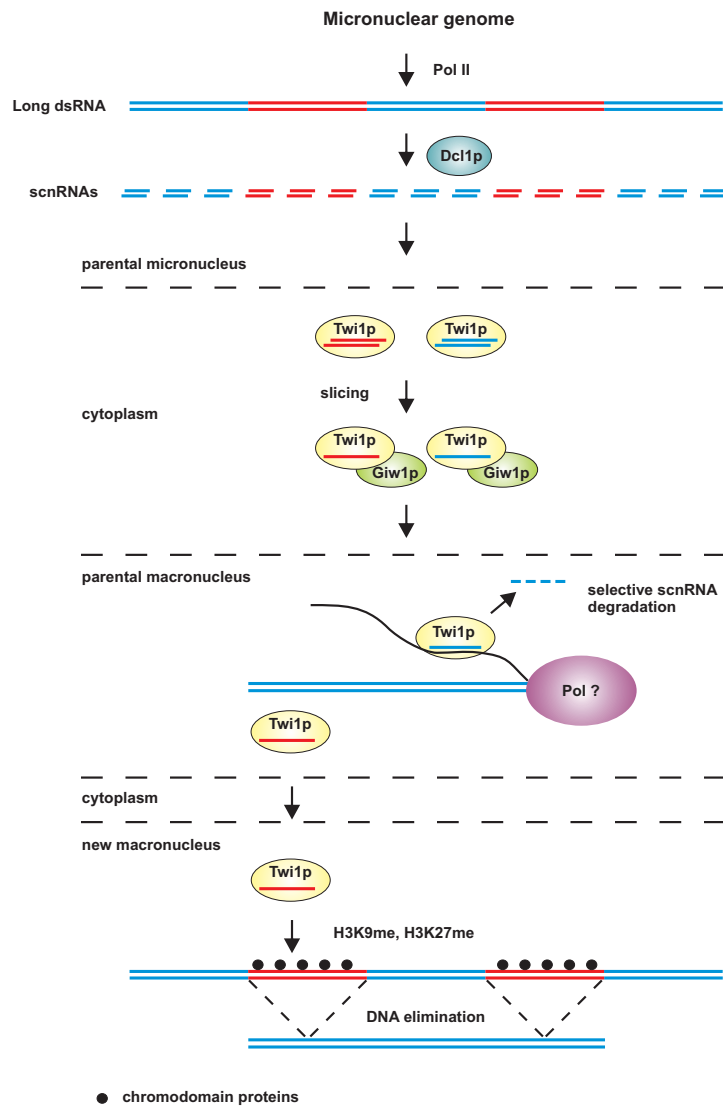 Micronuclear genome
Pol II
Long dsRNA
Dcl1p
scnRNAs
parental micronucleus
Twi1p
Twi1p
slicing
cytoplasm
Twi1p
Twi1p
Giw1p
Giw1p
parental macronucleus
selective scnRNA
degradation
Twi1p
Pol ?
Twi1p
cytoplasm
new macronucleus
Twi1p
H3K9me, H3K27me
DNA elimination
chromodomain proteins